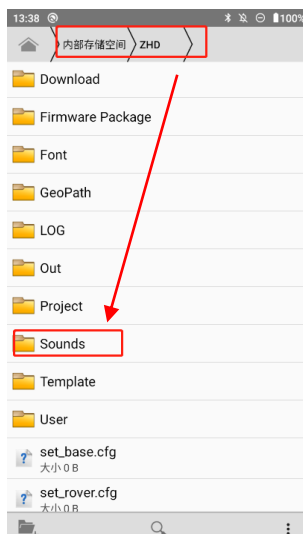 13:38 100%
内部存储空间 ZHD
Download
Firmware Package
Font
GeoPath
LOG
Out
Project
Sounds
Template
User
set_base.cfg
大小 0 B
set_rover.cfg
大小 0 B